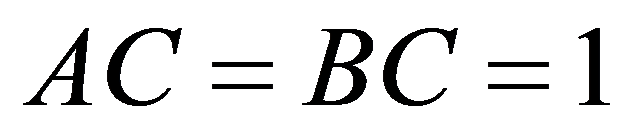 AC = BC = 1